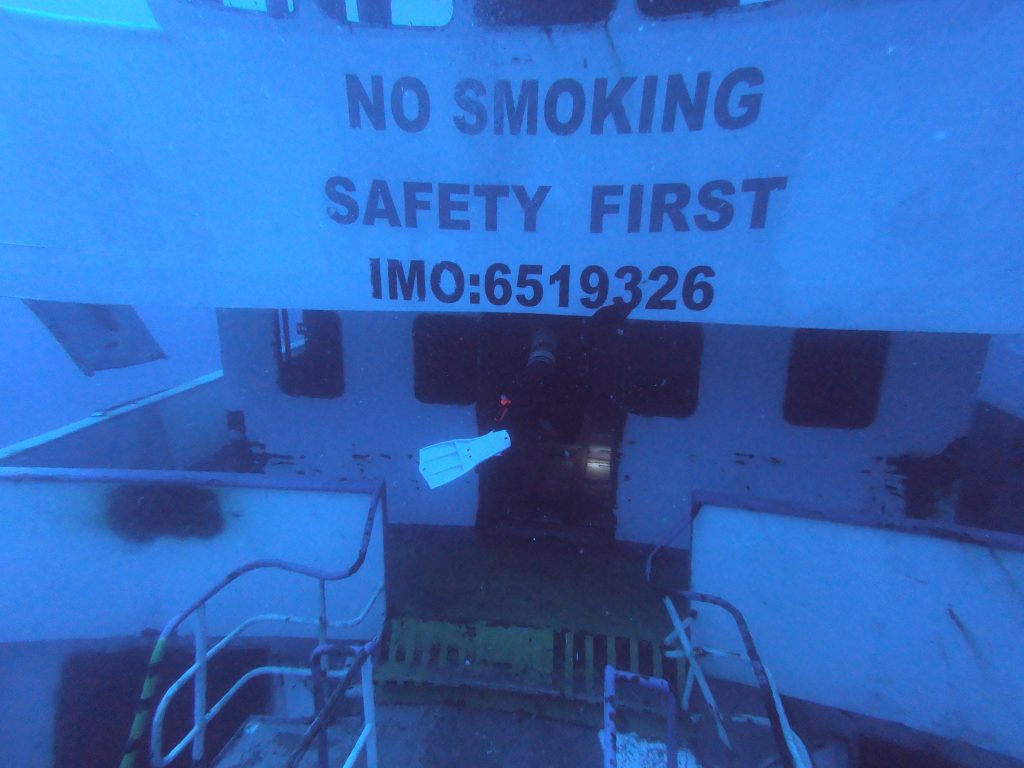 NO SMOKING
SAFETY FIRST
IMO:6519326